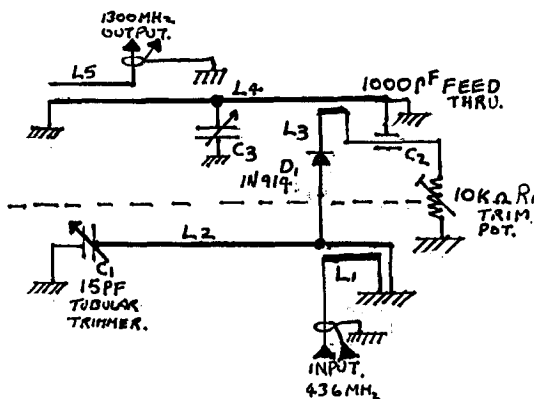 1300MHZ
OUTPUT.
L5
L4
1000PF FEED
THRU.
L3
C3
C2
D1
1N914.
10KΩ R1
TRIM
POT.
L2
C1
15PF
TUBULAR
TRIMMER.
L1
INPUT.
436MHZ